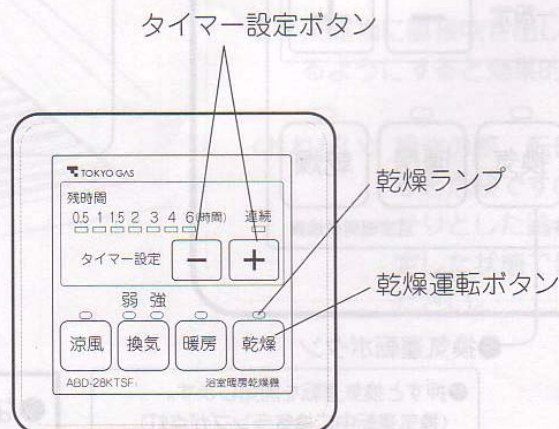 タイマー設定ボタン
TOKYO GAS
残時間
0.5 1 1.5 2 3 4 6(時間) 連続
タイマー設定 − +
乾燥ランプ
弱 強
乾燥運転ボタン
涼風 換気 暖房 乾燥
ABD-28KTSF 浴室暖房乾燥機